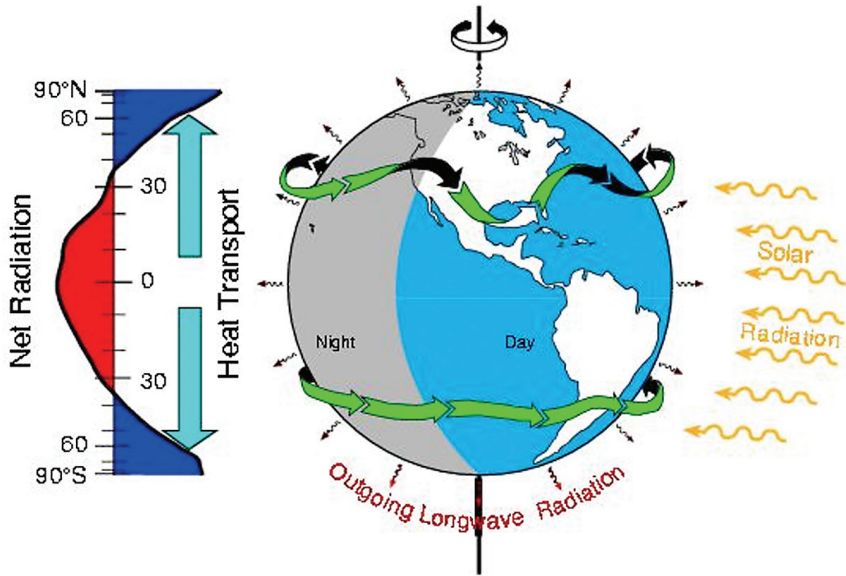 90°N
60
30
0
30
60
90°S
Net Radiation
Heat Transport
Night
Day
Solar
Radiation
Outgoing Longwave Radiation